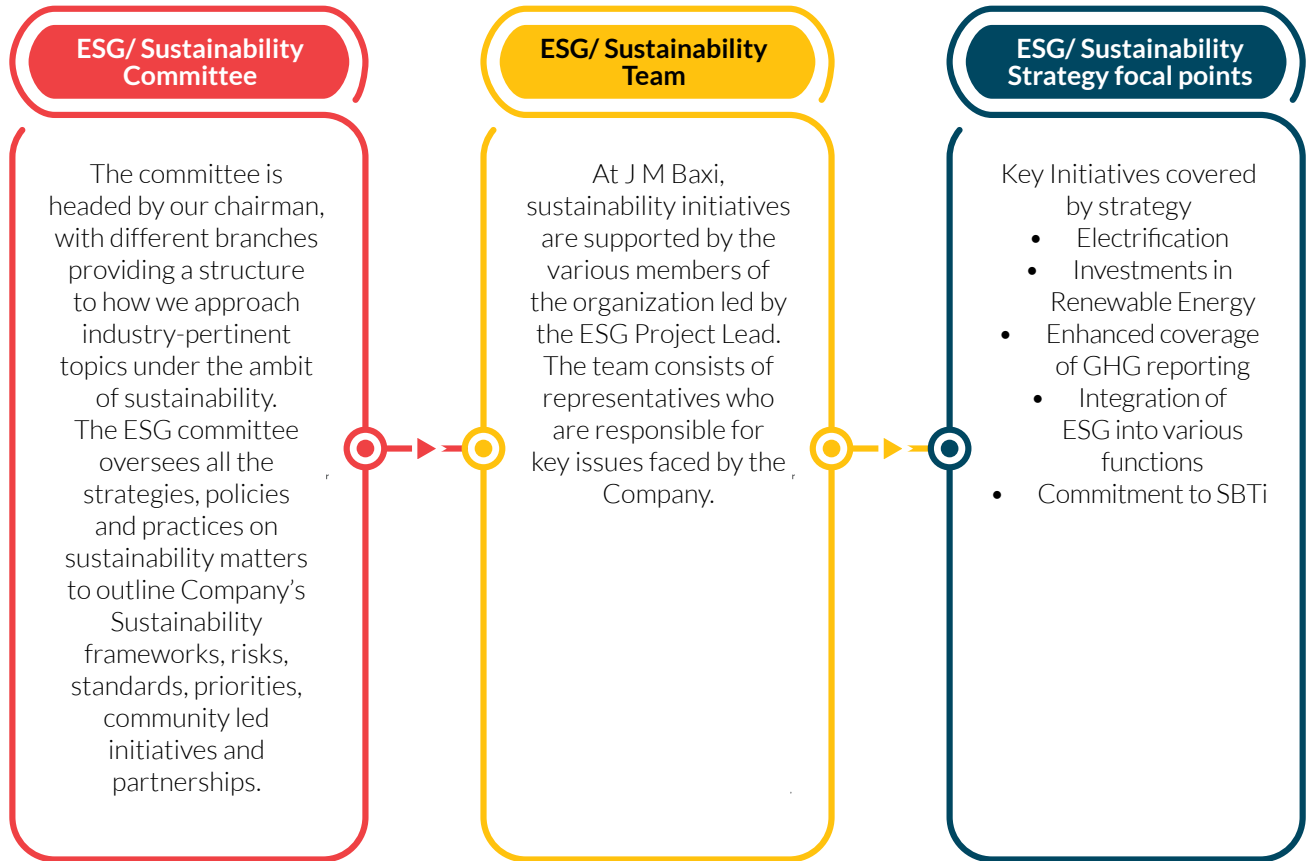 ESG/ Sustainability
Committee
The committee is
headed by our chairman,
with different branches
providing a structure
to how we approach
industry-pertinent
topics under the ambit
of sustainability.
The ESG committee
oversees all the
strategies, policies
and practices on
sustainability matters
to outline Company’s
Sustainability
frameworks, risks,
standards, priorities,
community led
initiatives and
partnerships.
ESG/ Sustainability
Team
At J M Baxi,
sustainability initiatives
are supported by the
various members of
the organization led by
the ESG Project Lead.
The team consists of
representatives who
are responsible for
key issues faced by the
Company.
ESG/ Sustainability
Strategy focal points
Key Initiatives covered
by strategy
• Electrification
• Investments in
Renewable Energy
• Enhanced coverage
of GHG reporting
• Integration of
ESG into various
functions
• Commitment to SBTi